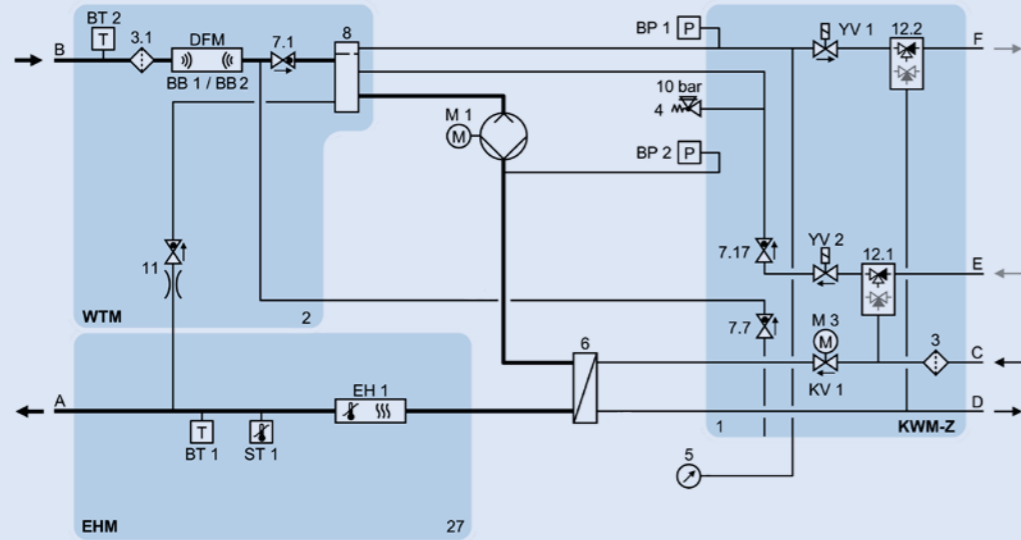 BT 2
T
B
3.1
DFM
BB 1 / BB 2
7.1
8
BP 1
P
YV 1
12.2
F
10 bar
4
M 1
M
BP 2
P
7.17
YV 2
12.1
E
11
WTM
2
7.7
M 3
M
KV 1
3
C
6
A
EH 1
D
T
BT 1
ST 1
1
KWM-Z
5
EHM
27